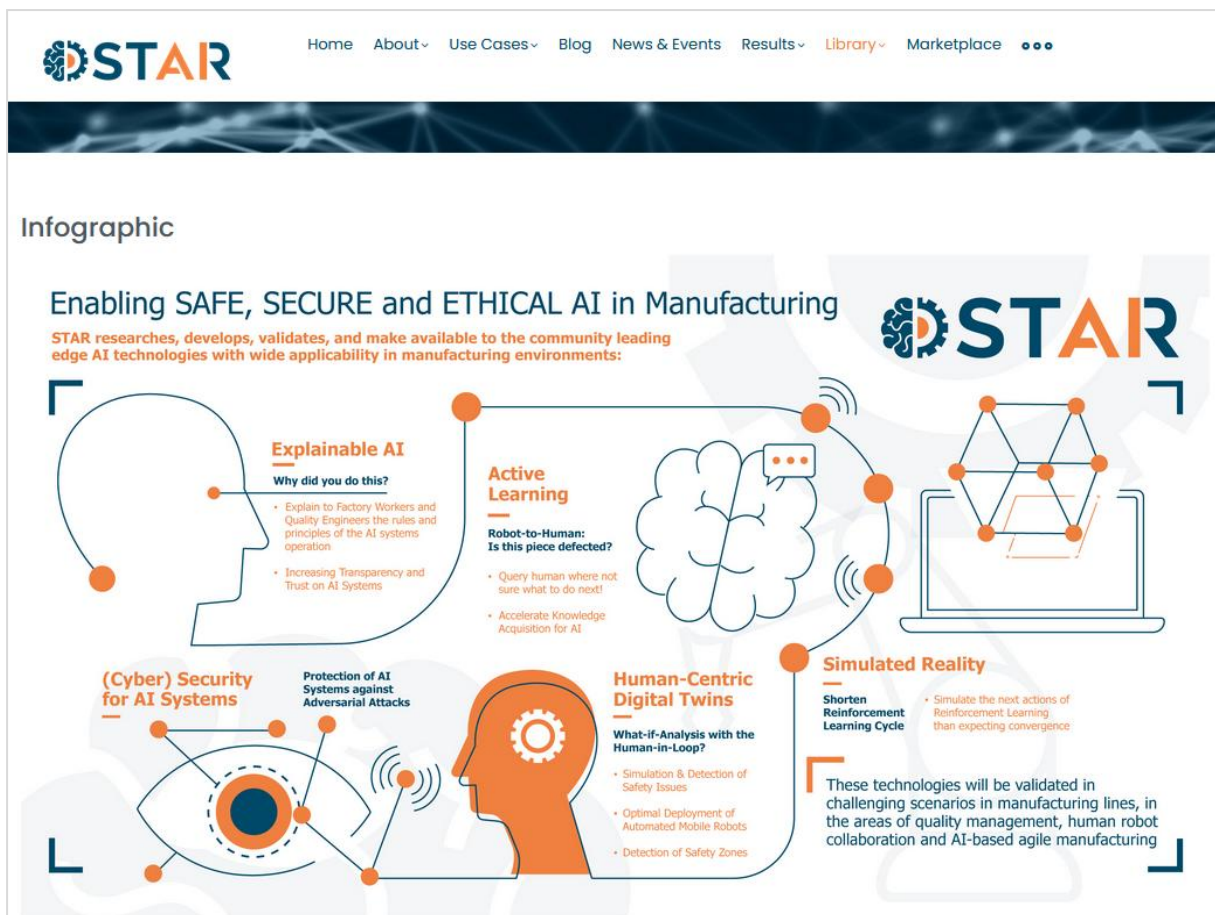 STAR
Home About Use Cases Blog News & Events Results Library Marketplace
Infographic
Enabling SAFE, SECURE and ETHICAL AI in Manufacturing
STAR researches, develops, validates, and make available to the community leading
edge AI technologies with wide applicability in manufacturing environments:
STAR
Explainable AI
Why did you do this?
• Explain to Factory Workers and
Quality Engineers the rules and
principles of the AI systems
operation
• Increasing Transparency and
Trust on AI Systems
Active
Learning
Robot-to-Human:
Is this piece defected?
• Query human where not
sure what to do next!
• Accelerate Knowledge
Acquisition for AI
(Cyber) Security
for AI Systems
Protection of AI
Systems against
Adversarial Attacks
Human-Centric
Digital Twins
What-if-Analysis with the
Human-in-Loop?
• Simulation & Detection of
Safety Issues
• Optimal Deployment of
Automated Mobile Robots
• Detection of Safety Zones
Simulated Reality
Shorten
Reinforcement
Learning Cycle
• Simulate the next actions of
Reinforcement Learning
than expecting convergence
These technologies will be validated in
challenging scenarios in manufacturing lines, in
the areas of quality management, human robot
collaboration and AI-based agile manufacturing